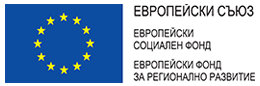 ЕВРОПЕЙСКИ СЪЮЗ
ЕВРОПЕЙСКИ
СОЦИАЛЕН ФОНД
ЕВРОПЕЙСКИ ФОНД
ЗА РЕГИОНАЛНО РАЗВИТИЕ